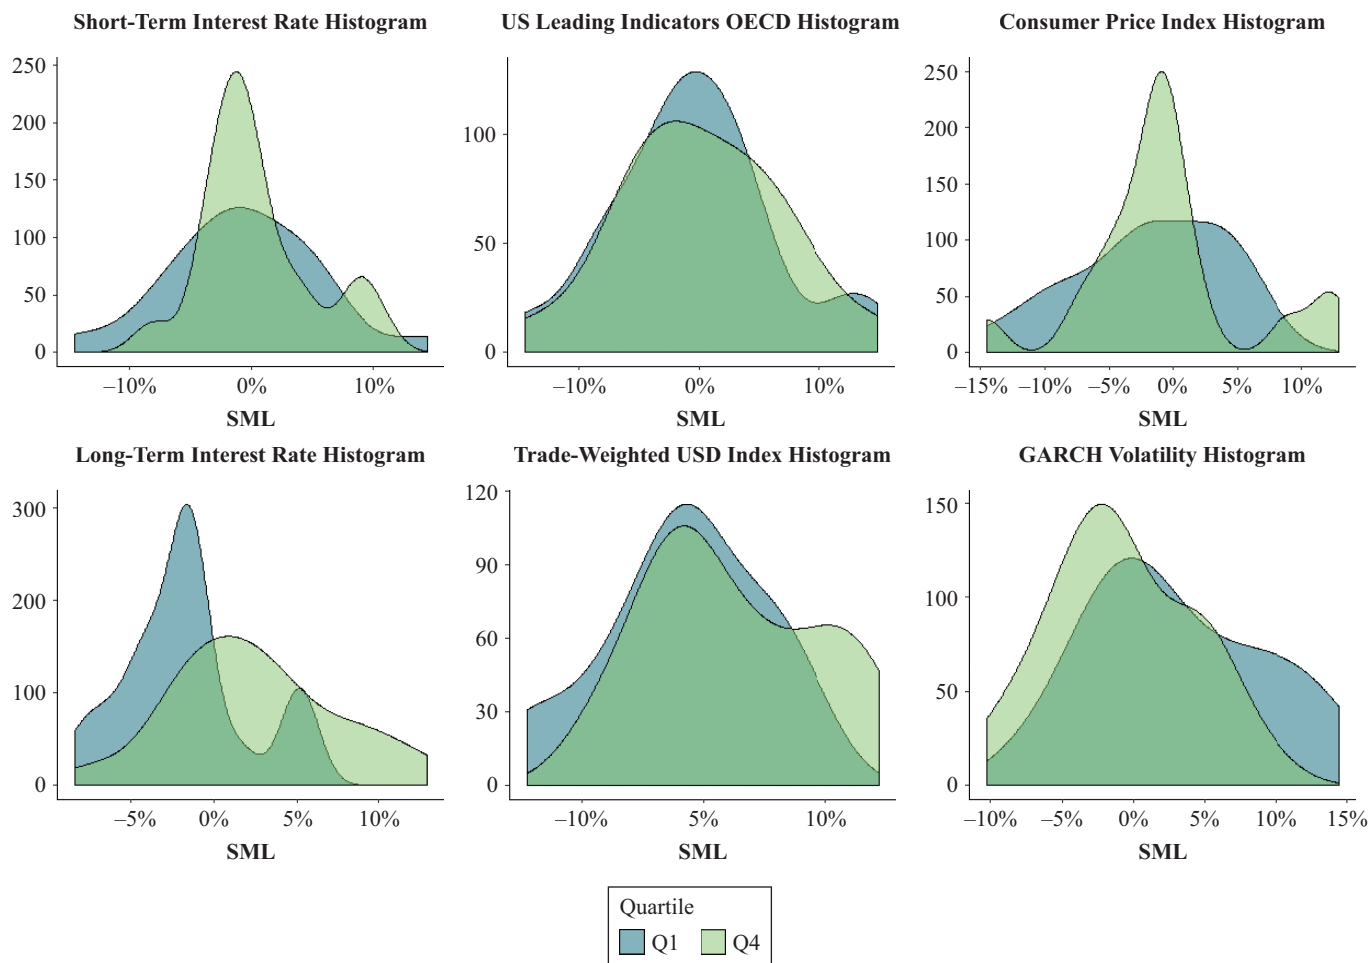 Short-Term Interest Rate Histogram
250
200
150
100
50
0
–10% 0% 10%
SML
US Leading Indicators OECD Histogram
100
50
0
–10% 0% 10%
SML
Consumer Price Index Histogram
250
200
150
100
50
0
–15% –10% –5% 0% 5% 10%
SML
Long-Term Interest Rate Histogram
300
200
100
0
–5% 0% 5% 10%
SML
Trade-Weighted USD Index Histogram
120
90
60
30
0
–10% 5% 10%
SML
GARCH Volatility Histogram
150
100
50
0
–10% –5% 0% 5% 10% 15%
SML
Quartile
Q1 Q4